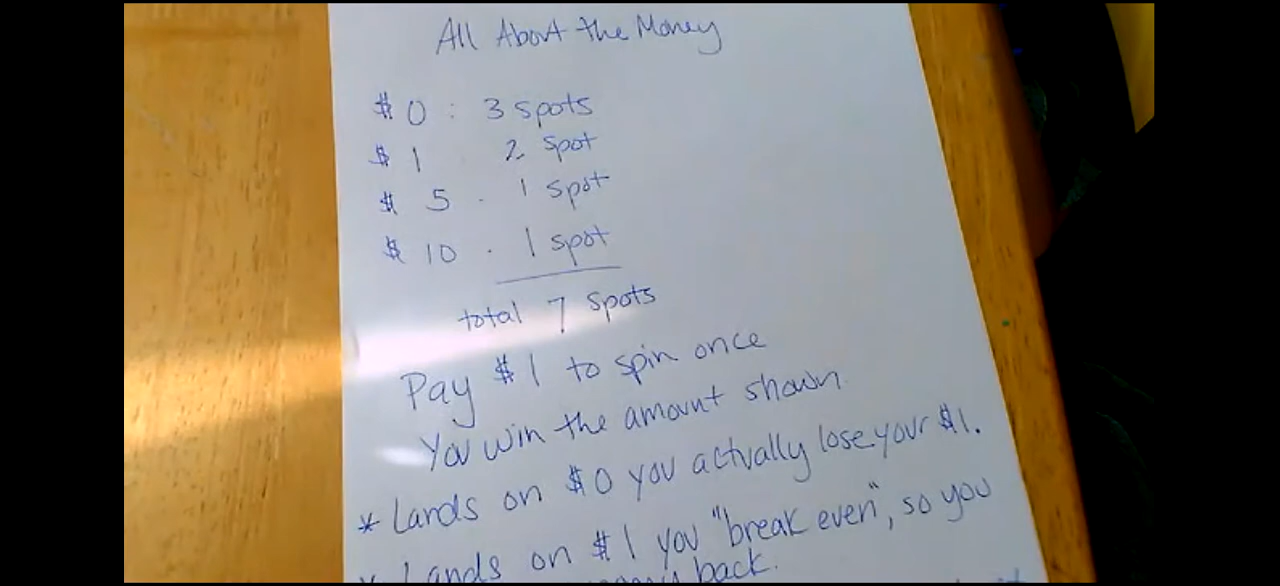 All About the Money
$ 0 : 3 spots
$ 1 2 spot
$ 5 . 1 spot
$ 10 . 1 spot
total 7 spots
Pay $1 to spin once
You win the amount shown
* Lands on $0 you actually lose your $1.
* Lands on $1 you "break even", so you
back.